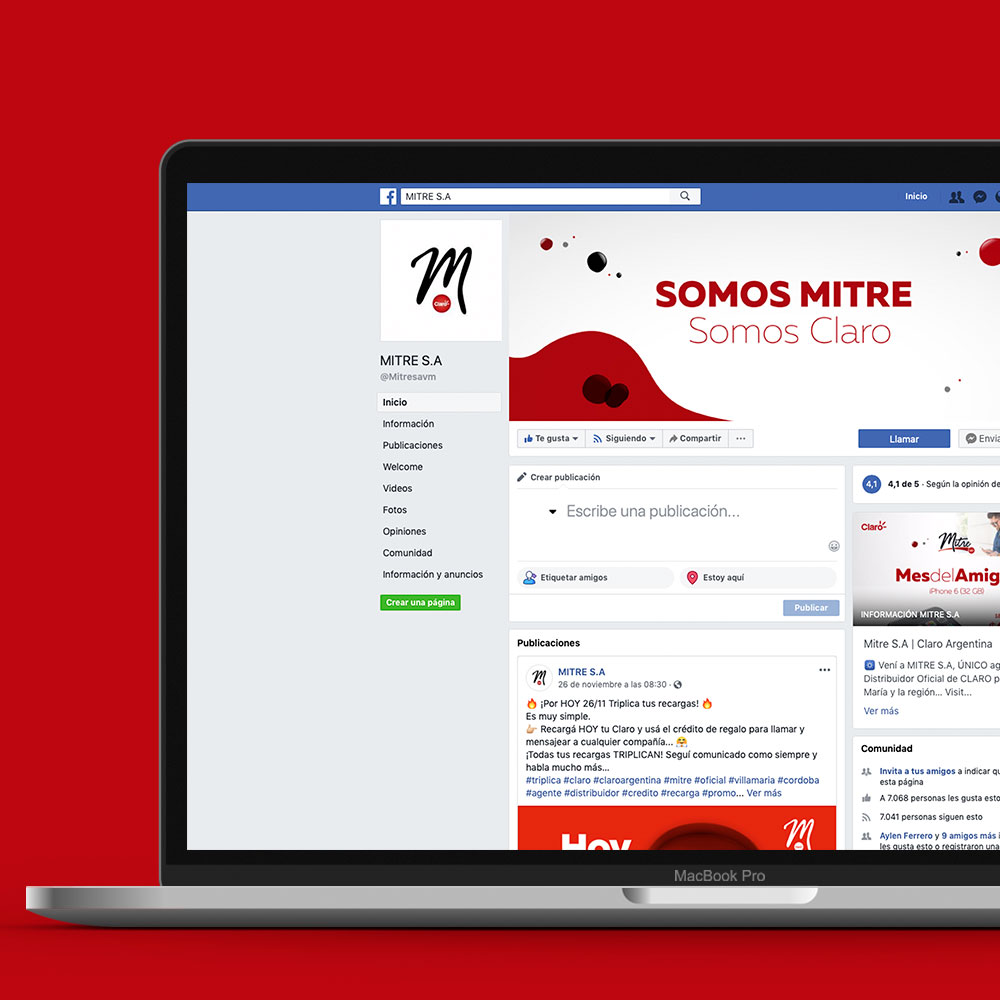 MITRE S.A
Inicio
Claro
SOMOS MITRE
Somos Claro
MITRE S.A
@Mitresavm
Inicio
Información
Publicaciones
Welcome
Videos
Fotos
Opiniones
Comunidad
Información y anuncios
Crear una página
Te gusta
Siguiendo
Compartir
Llamar
Crear publicación
Escribe una publicación...
Etiquetar amigos
Estoy aquí
Publicar
Publicaciones
MITRE S.A
26 de noviembre a las 08:30 ·
🔥 ¡Por HOY 26/11 Triplica tus recargas! 🔥
Es muy simple.
👉🏻 Recargá HOY tu Claro y usá el crédito de regalo para llamar y
mensajear a cualquier compañía... 🤗
¡Todas tus recargas TRIPLICAN! Seguí comunicado como siempre y
habla mucho más...
#triplica #claro #claroargentina #mitre #oficial #villamaria #cordoba
#agente #distribuidor #credito #recarga #promo... Ver más
Hoy
4,1
4,1 de 5 · Según la opinión de
Claro
Mitre
MesdelAmig
iPhone 6 (32 GB)
INFORMACIÓN MITRE S.A
Mitre S.A | Claro Argentina
Vení a MITRE S.A, ÚNICO ag
Distribuidor Oficial de CLARO p
María y la región... Visit...
Ver más
Comunidad
Invita a tus amigos a indicar qu
esta página
A 7.068 personas les gusta esto
7.041 personas siguen esto
Aylen Ferrero y 9 amigos más i
les gusta esto o registraron una
MacBook Pro